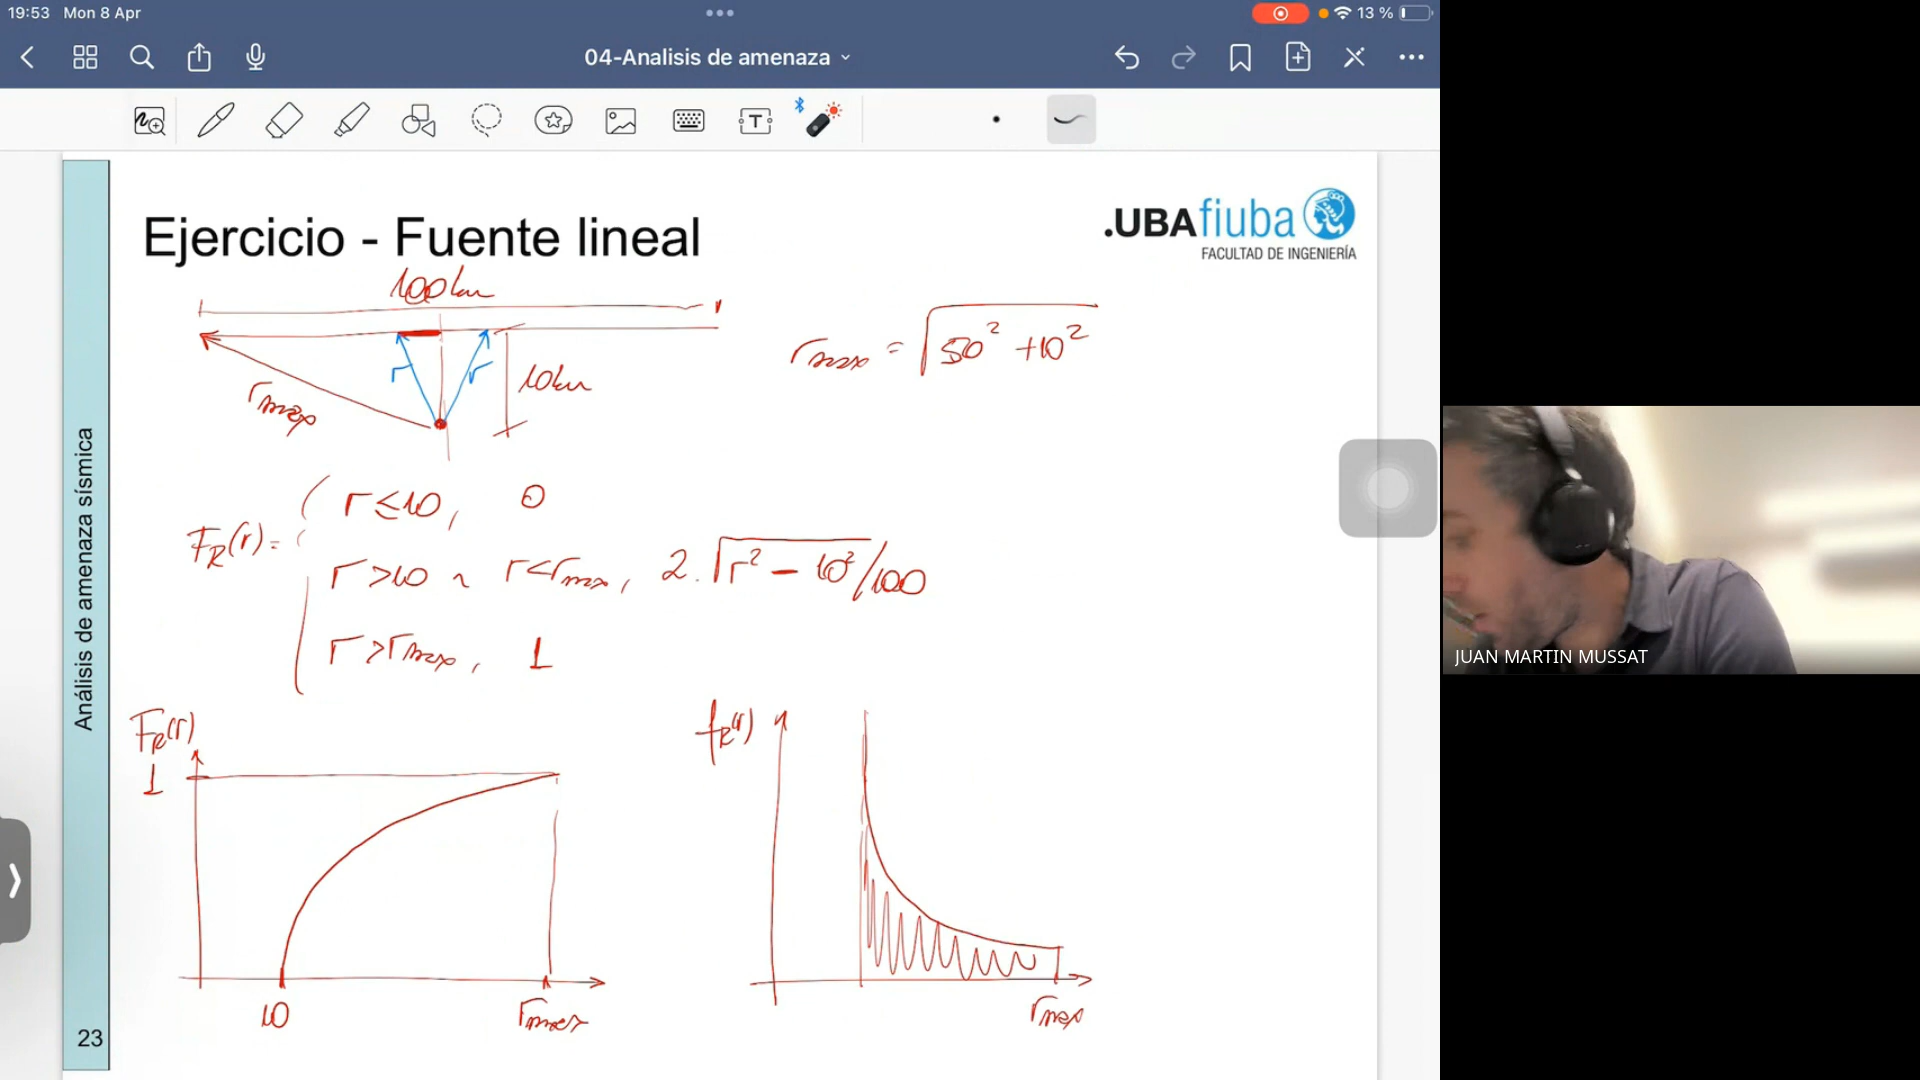 19:53 Mon 8 Apr
13 %
04-Analisis de amenaza
T
Ejercicio - Fuente lineal
.UBAfiuba
FACULTAD DE INGENIERÍA
100km
rmax = √50² + 10²
r r 10km
rmax
r ≤ 10, 0
FR(r) =
r > 10 ∧ r < rmax, 2.√r² - 10²/100
r > rmax, 1
FR(r)
1
10 rmax
fR(r)
rmax
Análisis de amenaza sísmica
23
JUAN MARTIN MUSSAT